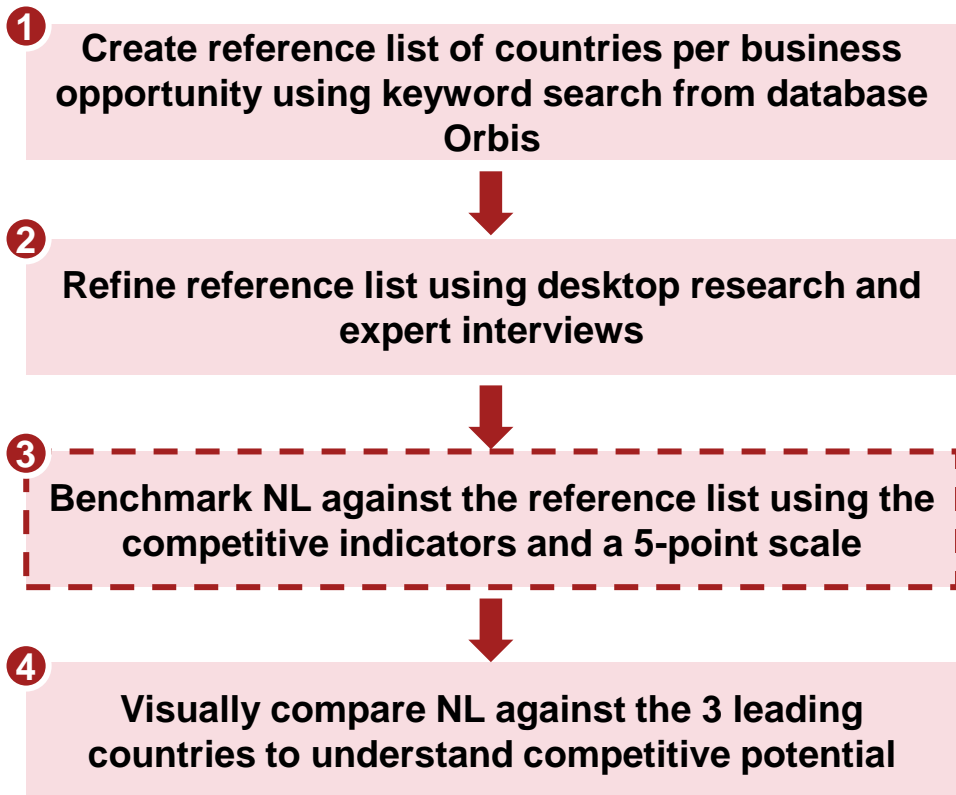 1
Create reference list of countries per business
opportunity using keyword search from database
Orbis
2
Refine reference list using desktop research and
expert interviews
3
Benchmark NL against the reference list using the
competitive indicators and a 5-point scale
4
Visually compare NL against the 3 leading
countries to understand competitive potential